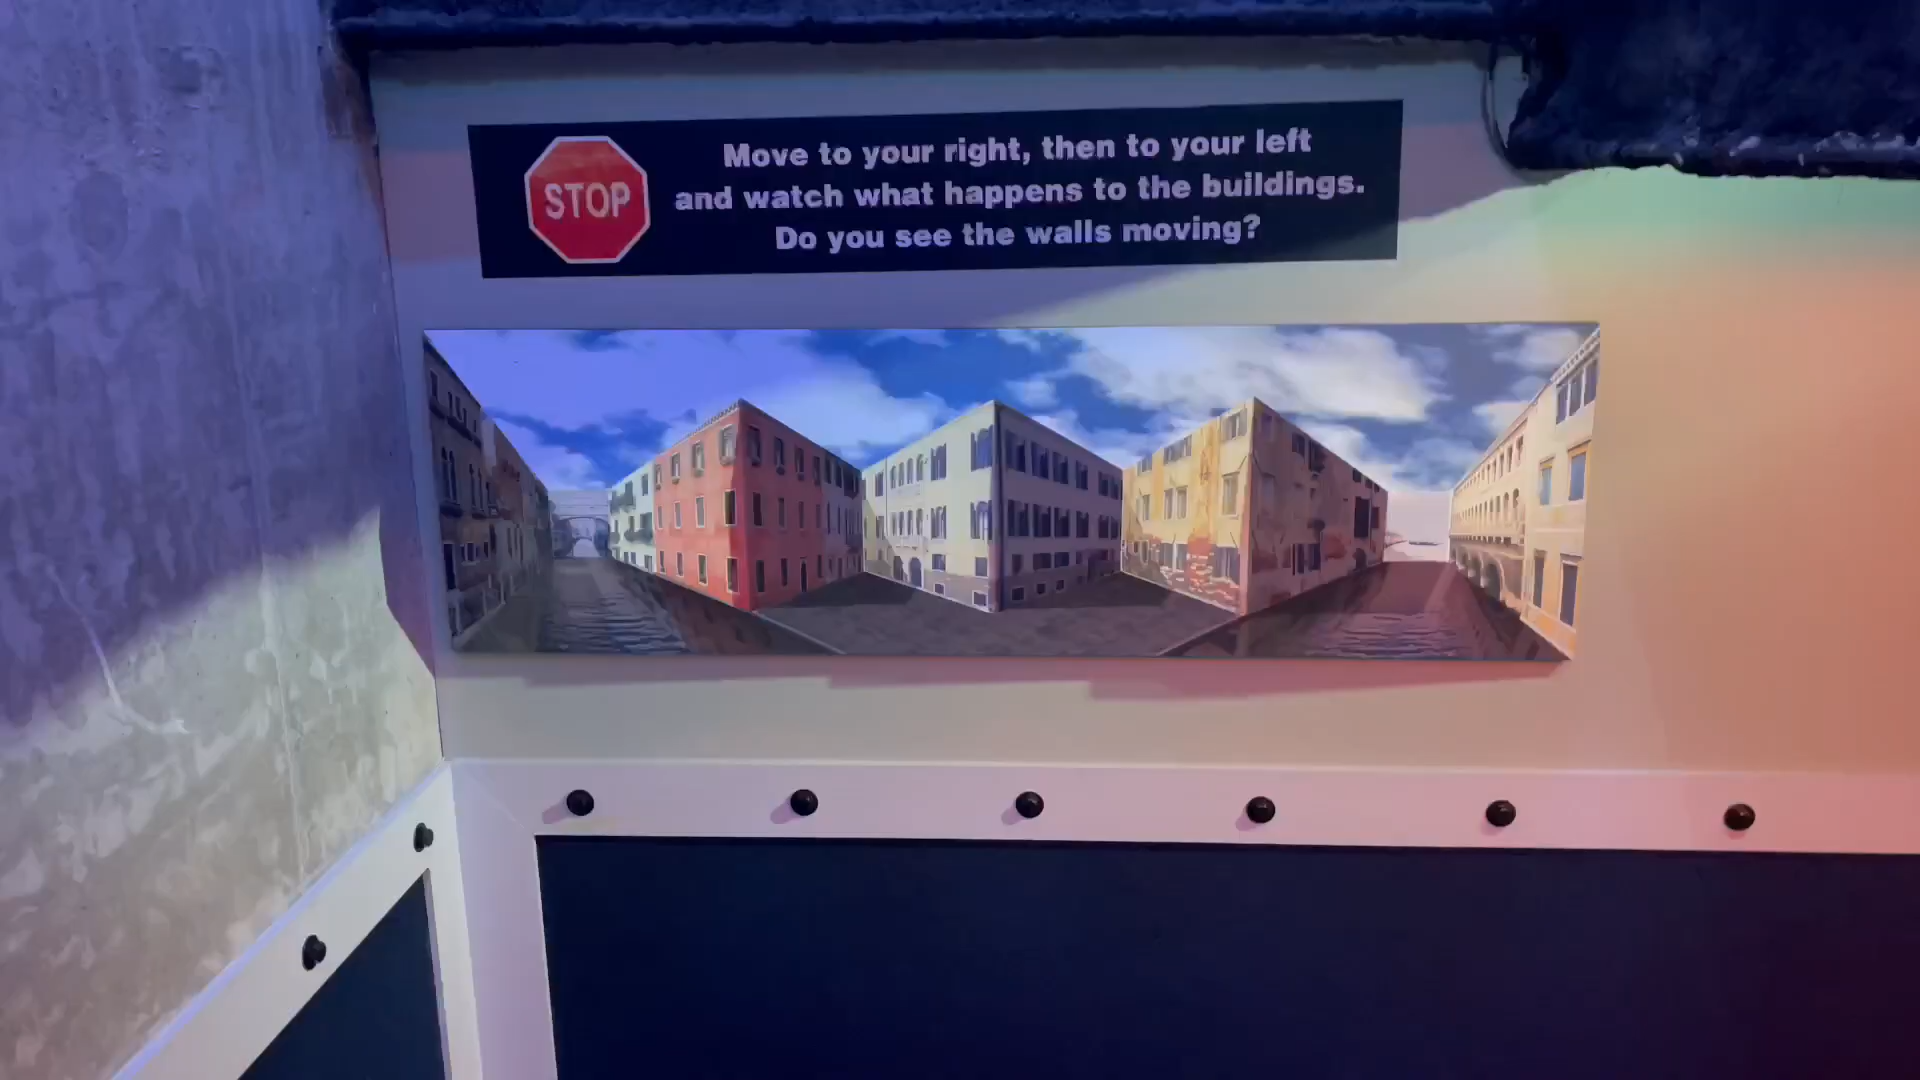 STOP
Move to your right, then to your left
and watch what happens to the buildings.
Do you see the walls moving?